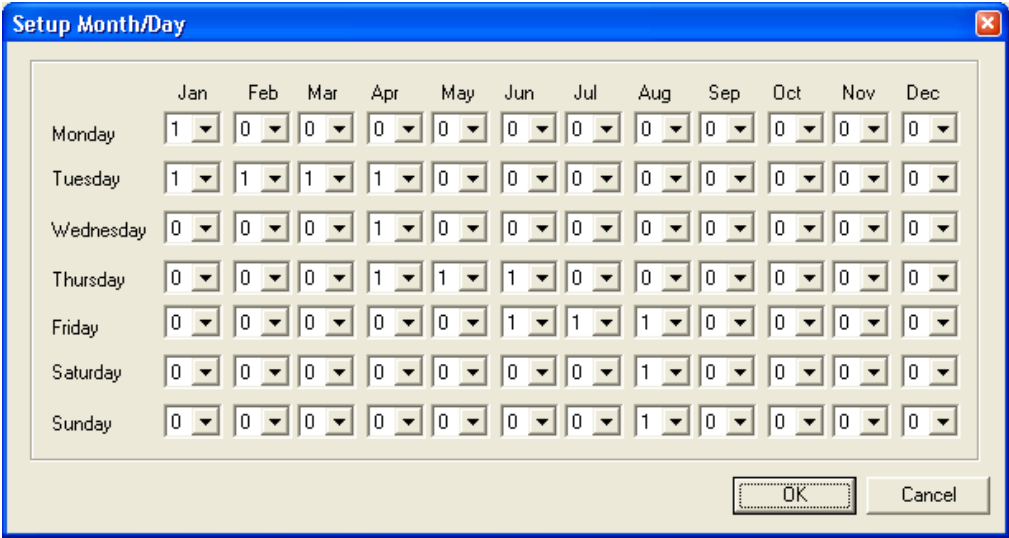 Setup Month/Day
Jan Feb Mar Apr May Jun Jul Aug Sep Oct Nov Dec
Monday 1 0 0 0 0 0 0 0 0 0 0 0
Tuesday 1 1 1 1 0 0 0 0 0 0 0 0
Wednesday 0 0 0 1 0 0 0 0 0 0 0 0
Thursday 0 0 0 1 1 1 0 0 0 0 0 0
Friday 0 0 0 0 0 1 1 1 0 0 0 0
Saturday 0 0 0 0 0 0 0 1 0 0 0 0
Sunday 0 0 0 0 0 0 0 1 0 0 0 0
OK Cancel